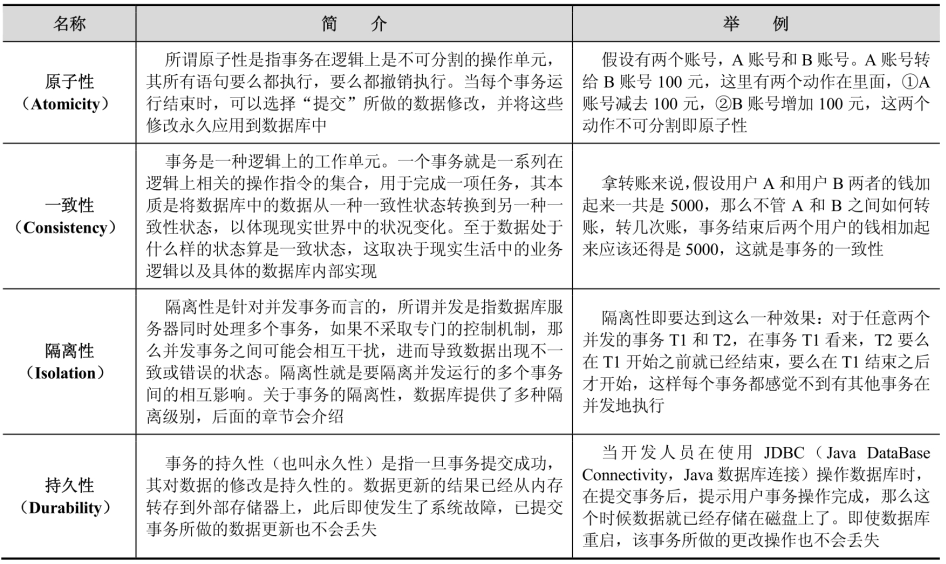 名称
简 介
举 例
原子性
（Atomicity）
所谓原子性是指事务在逻辑上是不可分割的操作单元，
其所有语句要么都执行，要么都撤销执行。当每个事务运
行结束时，可以选择“提交”所做的数据修改，并将这些
修改永久应用到数据库中
假设有两个账号，A 账号和 B 账号。A 账号转
给 B 账号 100 元，这里有两个动作在里面，①A
账号减去 100 元，②B 账号增加 100 元，这两个
动作不可分割即原子性
一致性
（Consistency）
事务是一种逻辑上的工作单元。一个事务就是一系列在
逻辑上相关的操作指令的集合，用于完成一项任务，其本
质是将数据库中的数据从一种一致性状态转换到另一种一
致性状态，以体现现实世界中的状况变化。至于数据处于
什么样的状态算是一致状态，这取决于现实生活中的业务
逻辑以及具体的数据库内部实现
拿转账来说，假设用户 A 和用户 B 两者的钱加
起来一共是 5000，那么不管 A 和 B 之间如何转
账，转几次账，事务结束后两个用户的钱相加起
来应该还得是 5000，这就是事务的一致性
隔离性
（Isolation）
隔离性是针对并发事务而言的，所谓并发是指数据库服
务器同时处理多个事务，如果不采取专门的控制机制，那
么并发事务之间可能会相互干扰，进而导致数据出现不一
致或错误的状态。隔离性就是要隔离并发运行的多个事务
间的相互影响。关于事务的隔离性，数据库提供了多种隔
离级别，后面的章节会介绍
隔离性即要达到这么一种效果：对于任意两个
并发的事务 T1 和 T2，在事务 T1 看来，T2 要么
在 T1 开始之前就已经结束，要么在 T1 结束之后
才开始，这样每个事务都感觉不到有其他事务在
并发地执行
持久性
（Durability）
事务的持久性（也叫永久性）是指一旦事务提交成功，
其对数据的修改是持久性的。数据更新的结果已经从内存
转存到外部存储器上，此后即使发生了系统故障，已提交
事务所做的数据更新也不会丢失
当开发人员在使用 JDBC（Java DataBase
Connectivity，Java 数据库连接）操作数据库时，
在提交事务后，提示用户事务操作完成，那么这
个时候数据就已经存储在磁盘上了。即使数据库
重启，该事务所做的更改操作也不会丢失